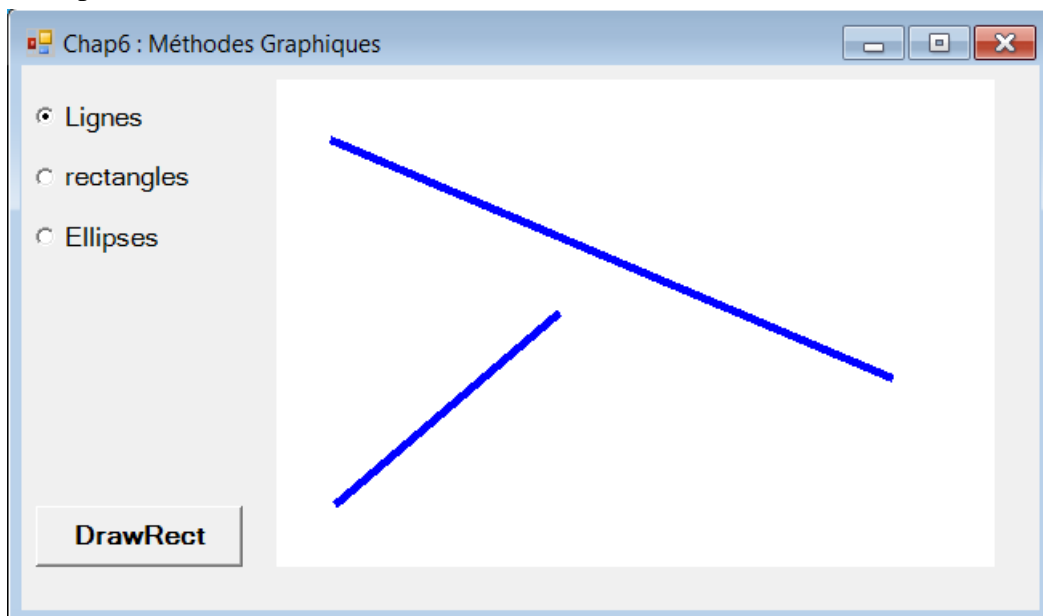 Chap6 : Méthodes Graphiques
Lignes
rectangles
Ellipses
DrawRect